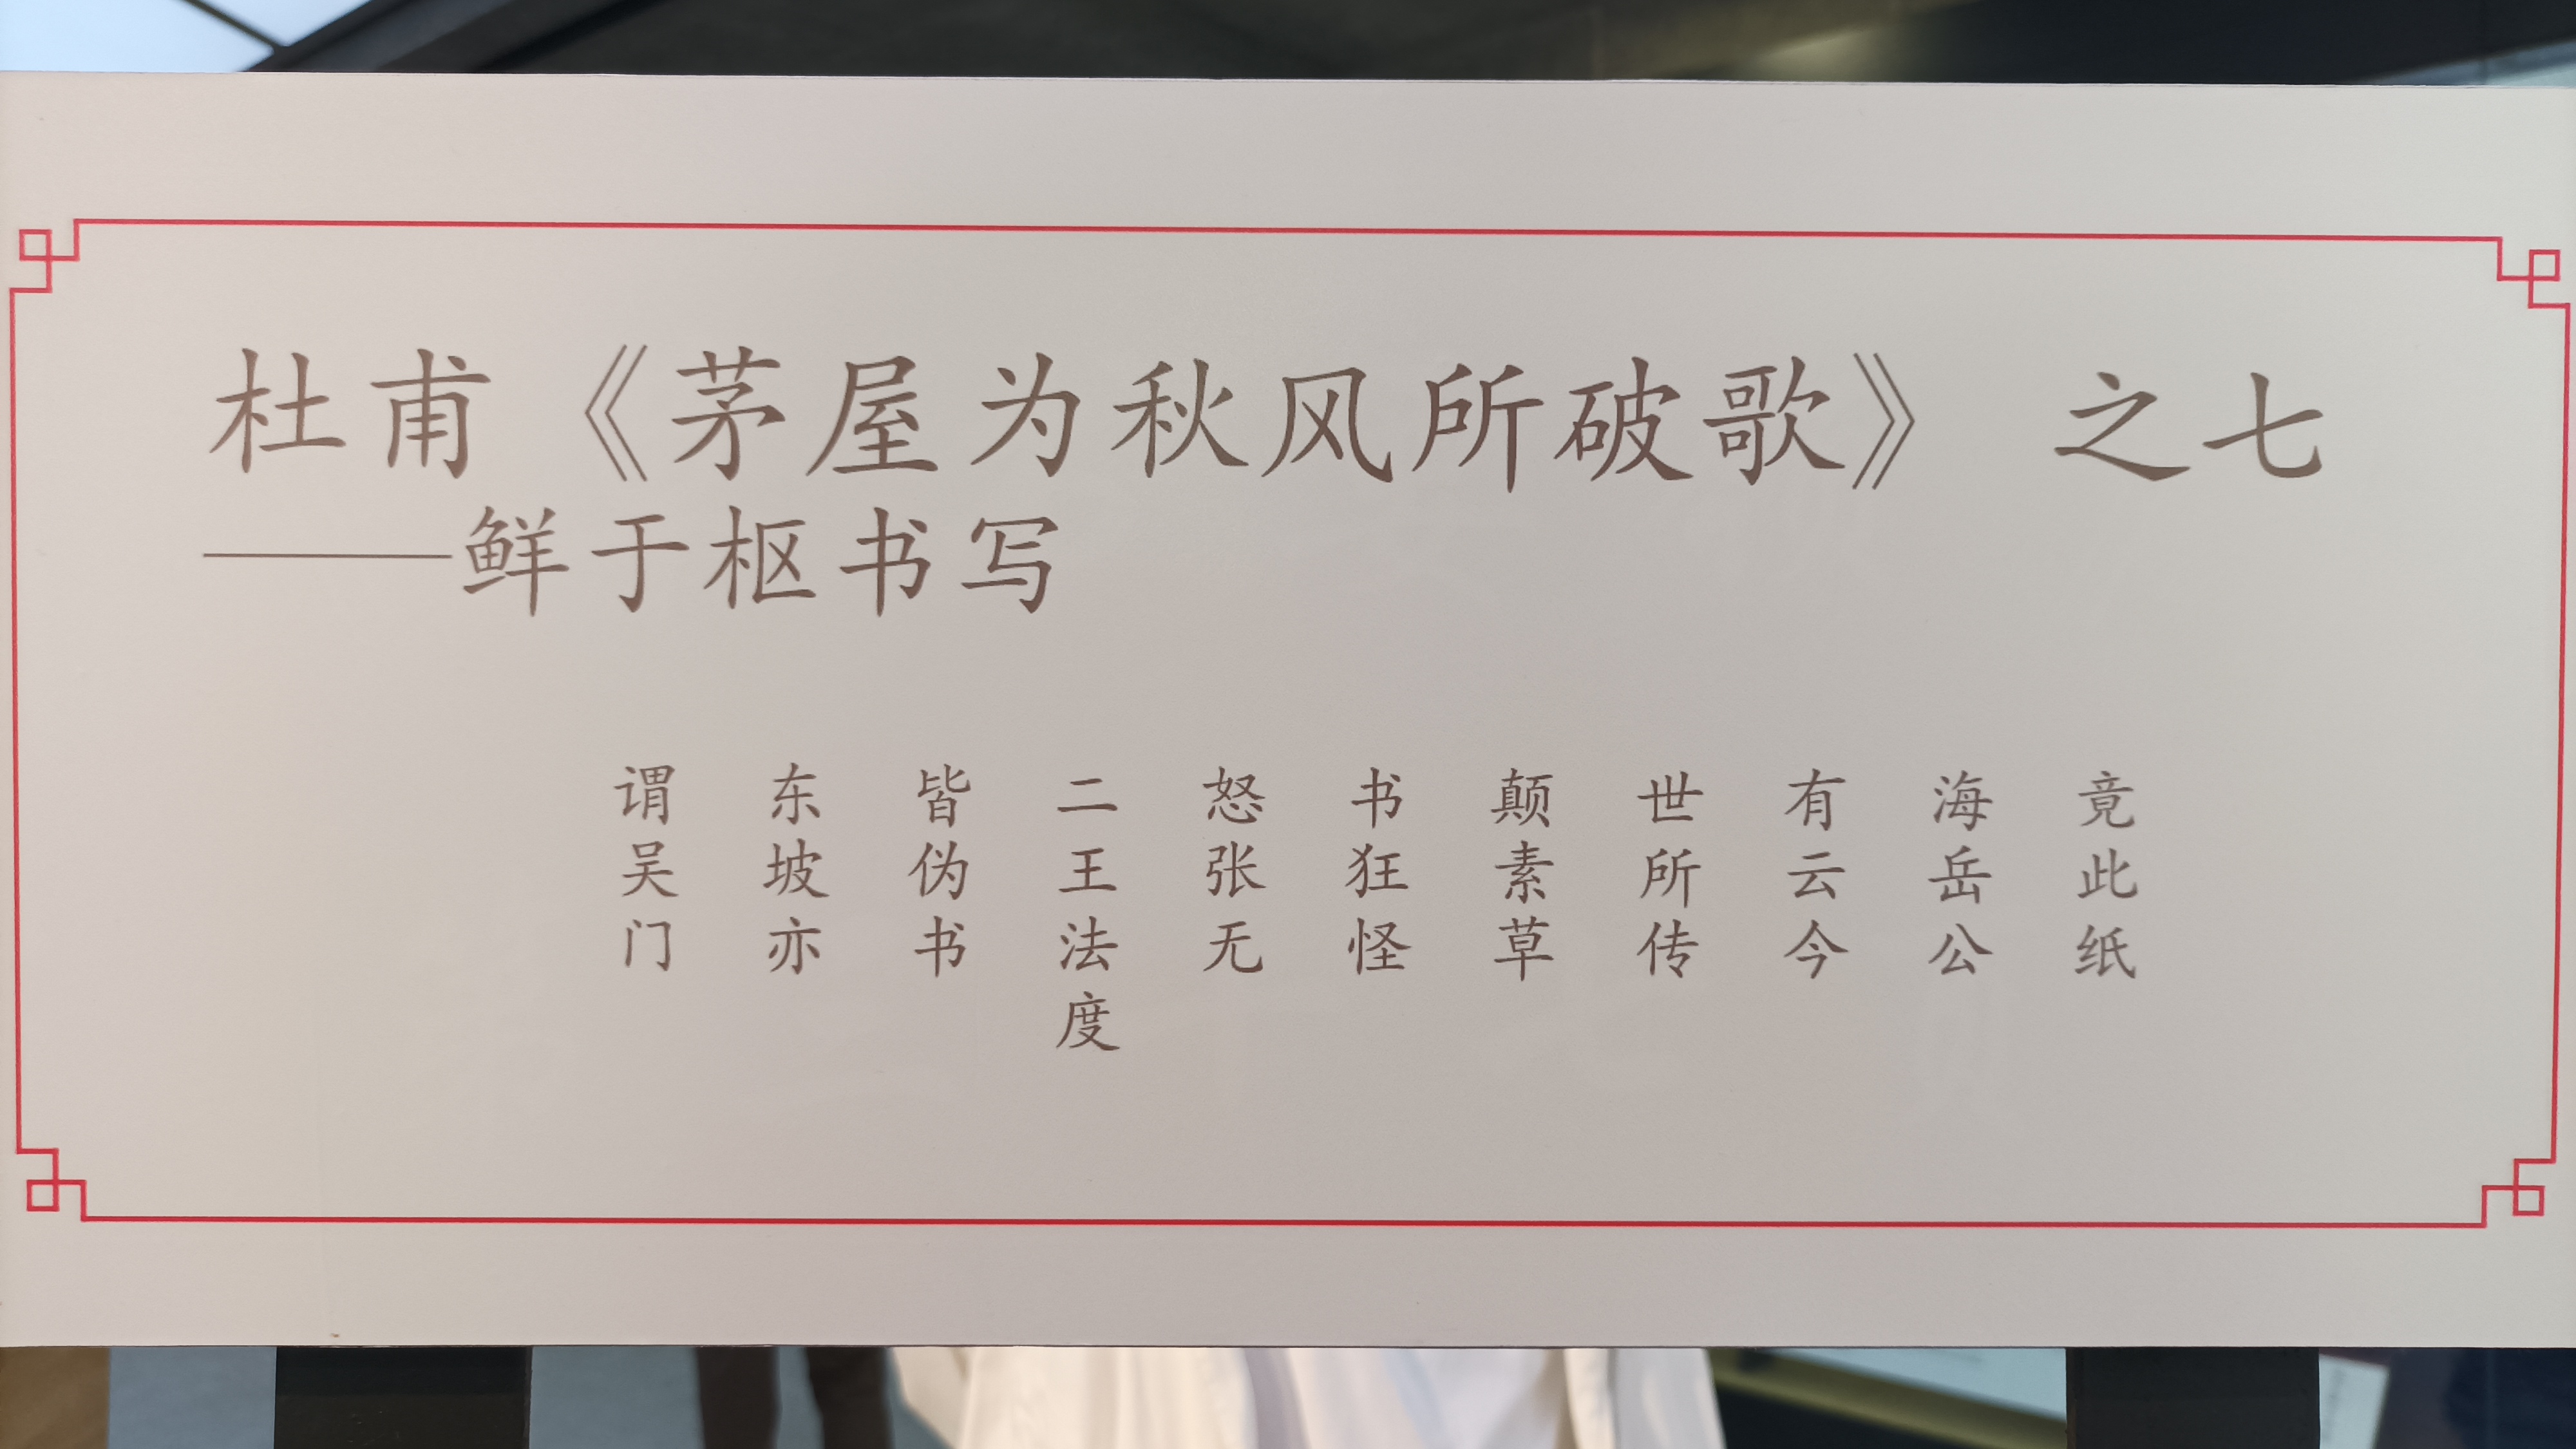 杜甫《茅屋为秋风所破歌》 之七
——鲜于枢书写
竟此纸
海岳公
有云今
世所传
颠素草
书狂怪
怒张无
二王法度
皆伪书
东坡亦
谓吴门